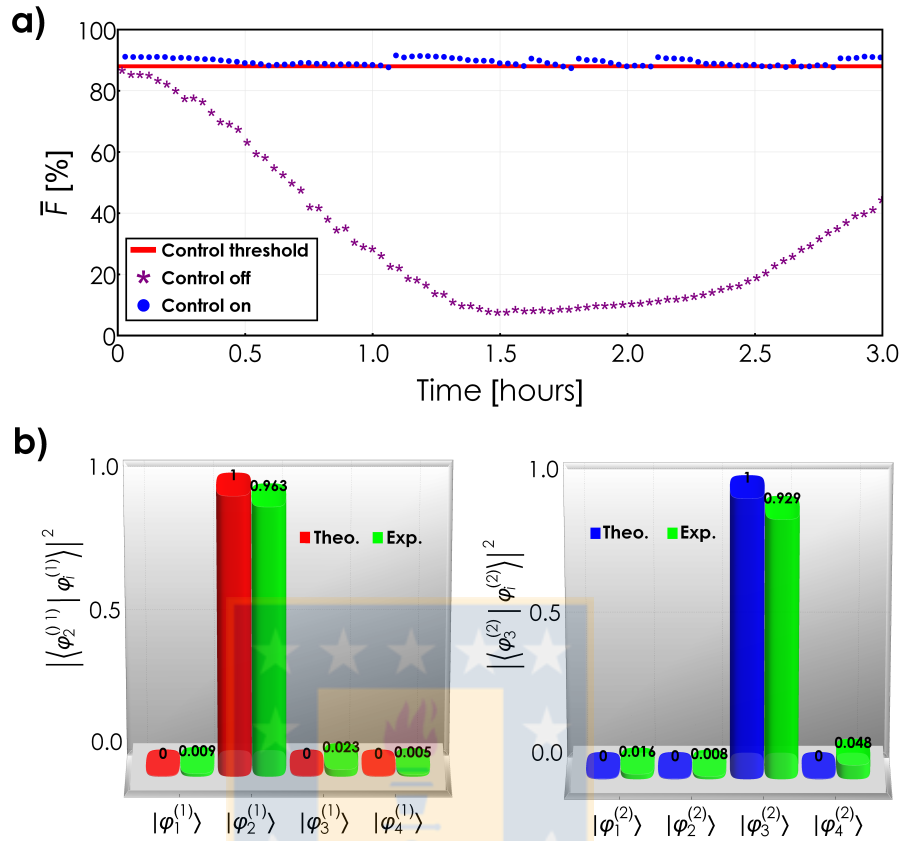 a)
100
80
60
40
20
0
F̅ [%]
Control threshold
Control off
Control on
0 0.5 1.0 1.5 2.0 2.5 3.0
Time [hours]
b)
1.0
0.5
0.0
|⟨φ₂⁽⁾ ¹⁾ | φᵢ⁽¹⁾⟩|²
Theo. Exp.
1 0.963
0 0.009 0 0.023 0 0.005
|φ₁⁽¹⁾⟩ |φ₂⁽¹⁾⟩ |φ₃⁽¹⁾⟩ |φ₄⁽¹⁾⟩
1.0
0.5
0.0
|⟨φ₃⁽²⁾ | φᵢ⁽²⁾⟩|²
Theo. Exp.
1 0.929
0 0.016 0 0.008 0 0.048
|φ₁⁽²⁾⟩ |φ₂⁽²⁾⟩ |φ₃⁽²⁾⟩ |φ₄⁽²⁾⟩